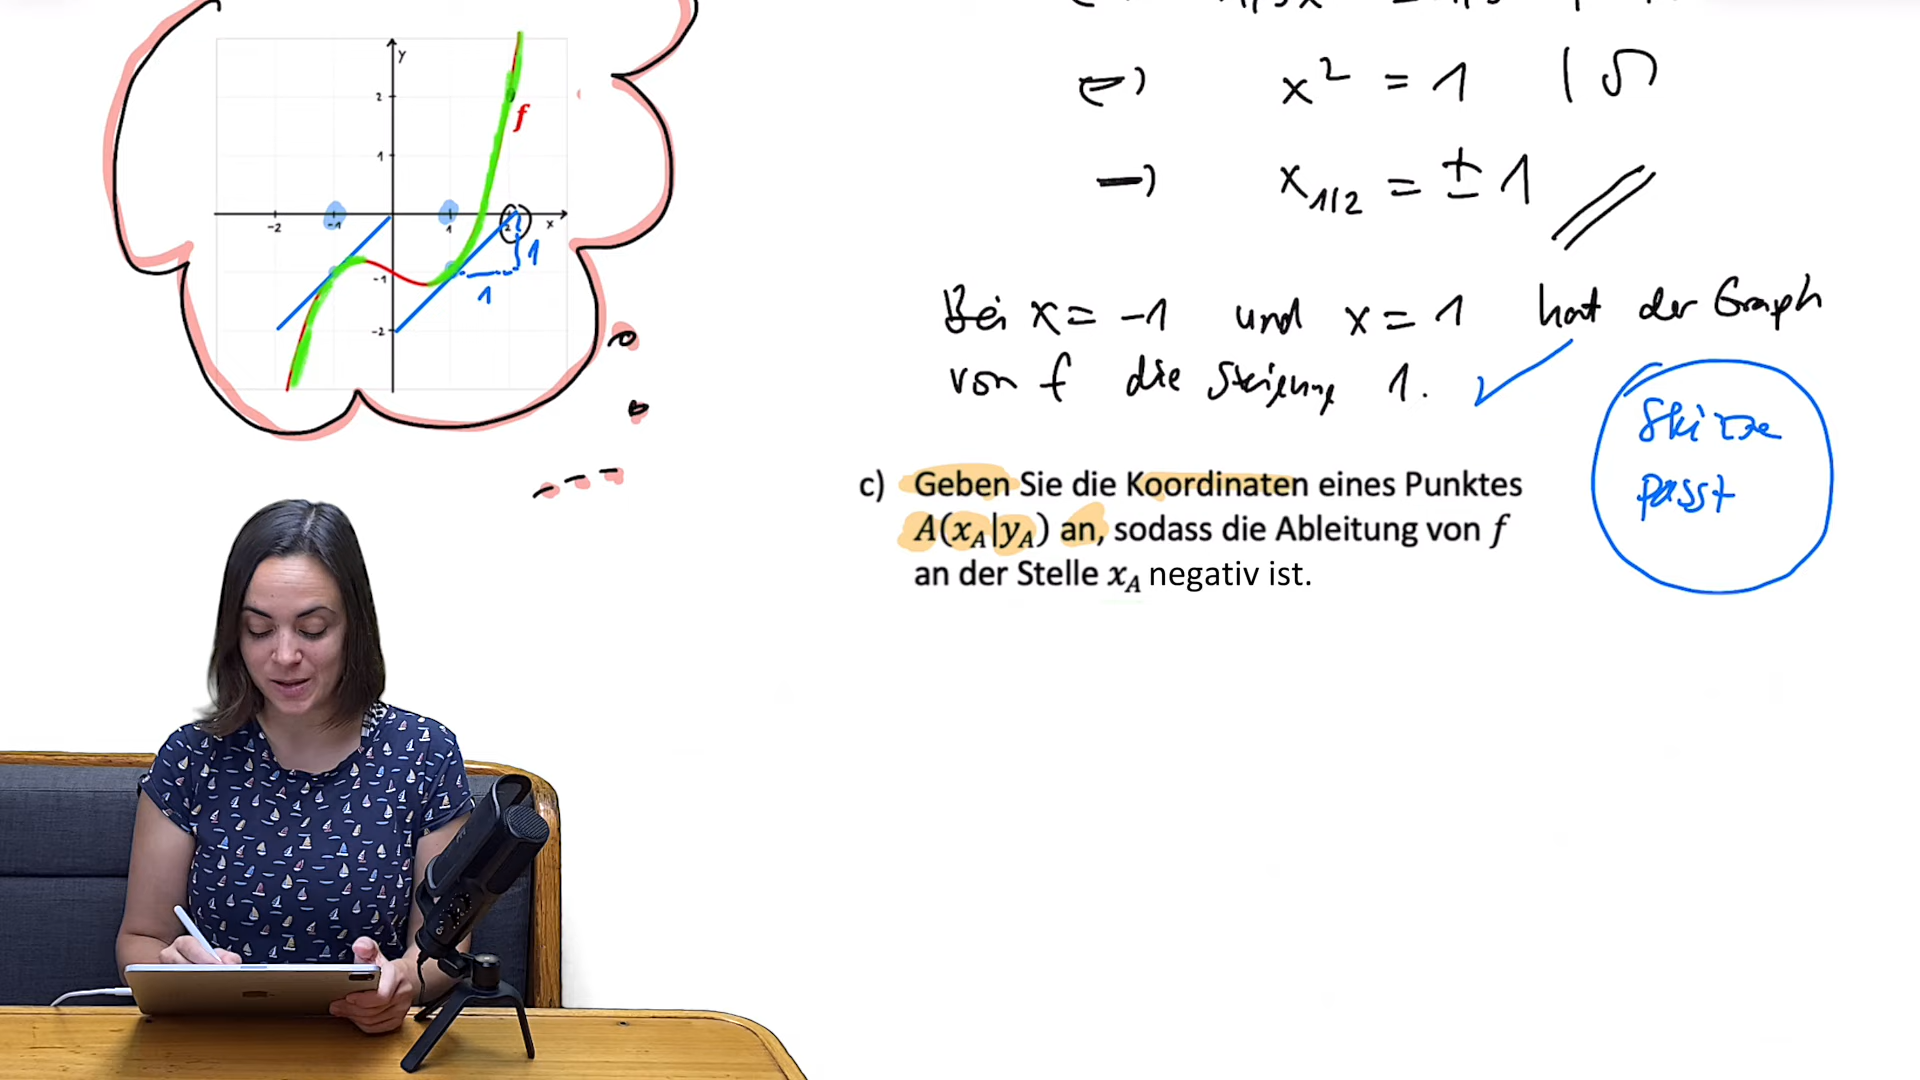 y
2
f
1
-2
-1
1
2
x
-1
-2
1
1
⇔ x² = 1 | √
→ x₁/₂ = ± 1
Bei x = -1 und x = 1 hat der Graph
von f die Steigung 1.
Skizze
passt
c) Geben Sie die Koordinaten eines Punktes
A(x_A|y_A) an, sodass die Ableitung von f
an der Stelle x_A negativ ist.